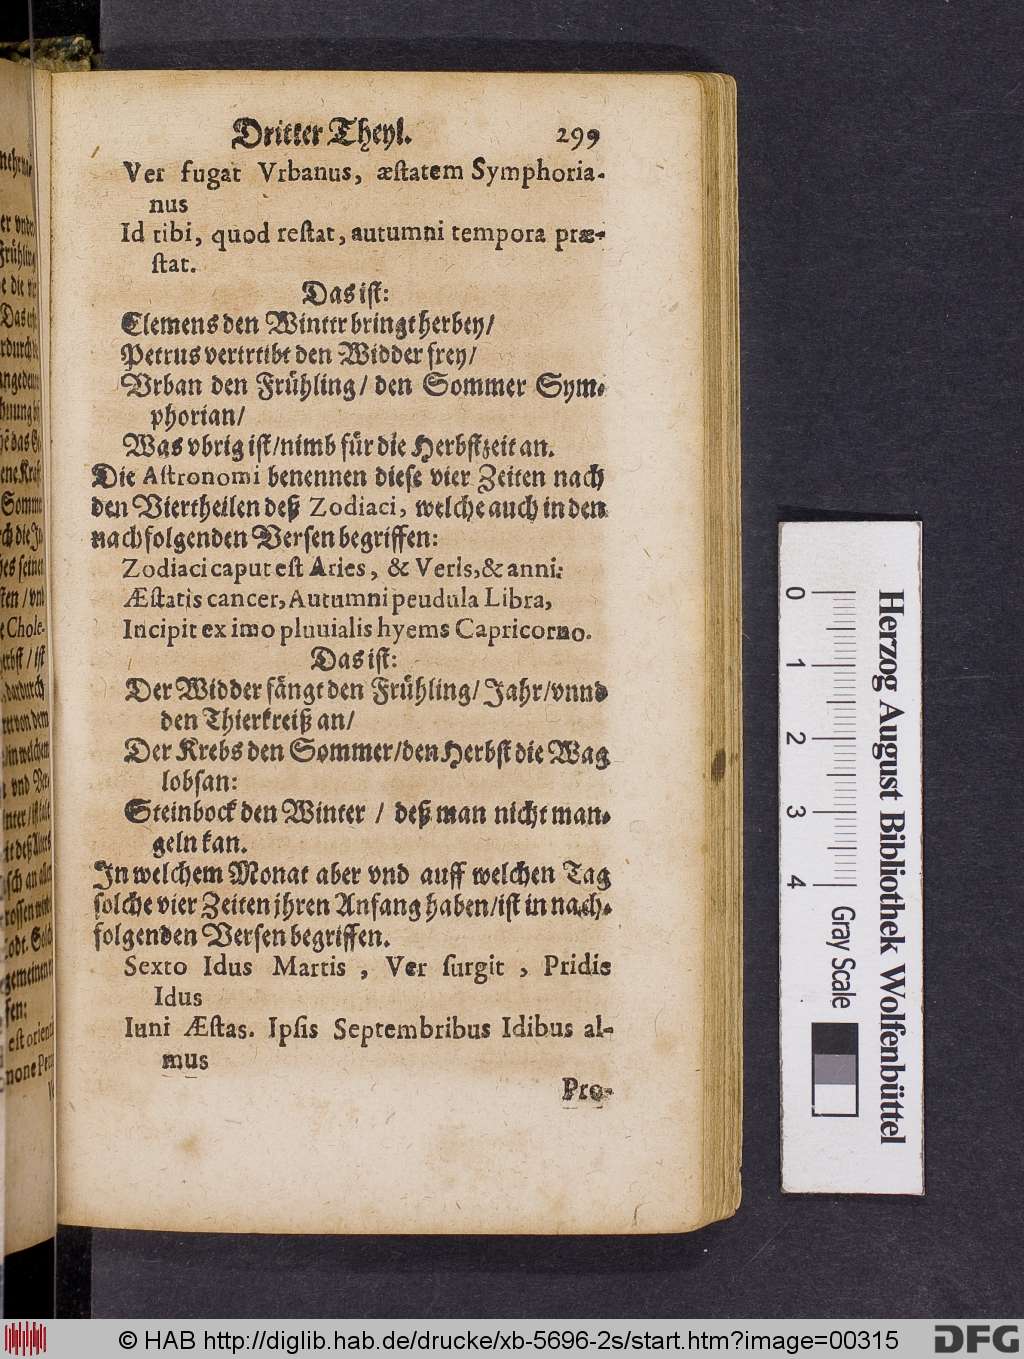 Dritter Theyl. 299
Ver fugat Vrbanus, æſtatem Symphoria-
nus
Id tibi, quod reſtat, autumni tempora præ-
ſtat.
Das iſt:
Clemens den Winter bringt herbey/
Petrus vertrtibt den Widder frey/
Vrban den Frühling/ den Sommer Sym-
phorian/
Was vbrig iſt/nimb für die Herbſtzeit an.
Die Aſtronomi benennen dieſe vier Zeiten nach
den Viertheilen deß Zodiaci, welche auch in den
nachfolgenden Verſen begriffen:
Zodiaci caput eſt Aries, & Veris,& anni:
Æſtatis cancer, Autumni peudula Libra,
Incipit ex imo pluuialis hyems Capricorno.
Das iſt:
Der Widder fängt den Frühling/ Jahr/vnnd
den Thierkreiß an/
Der Krebs den Sommer/den Herbſt die Wag
lobſan:
Steinbock den Winter / deß man nicht man-
geln kan.
In welchem Monat aber vnd auff welchen Tag
ſolche vier Zeiten jhren Anfang haben/iſt in nach-
folgenden Verſen begriffen.
Sexto Idus Martis , Ver ſurgit , Pridie
Idus
Iuni Æſtas. Ipſis Septembribus Idibus al-
mus
Pro-
0 1 2 3 4
Gray Scale
Herzog August Bibliothek Wolfenbüttel
© HAB http://diglib.hab.de/drucke/xb-5696-2s/start.htm?image=00315
DFG